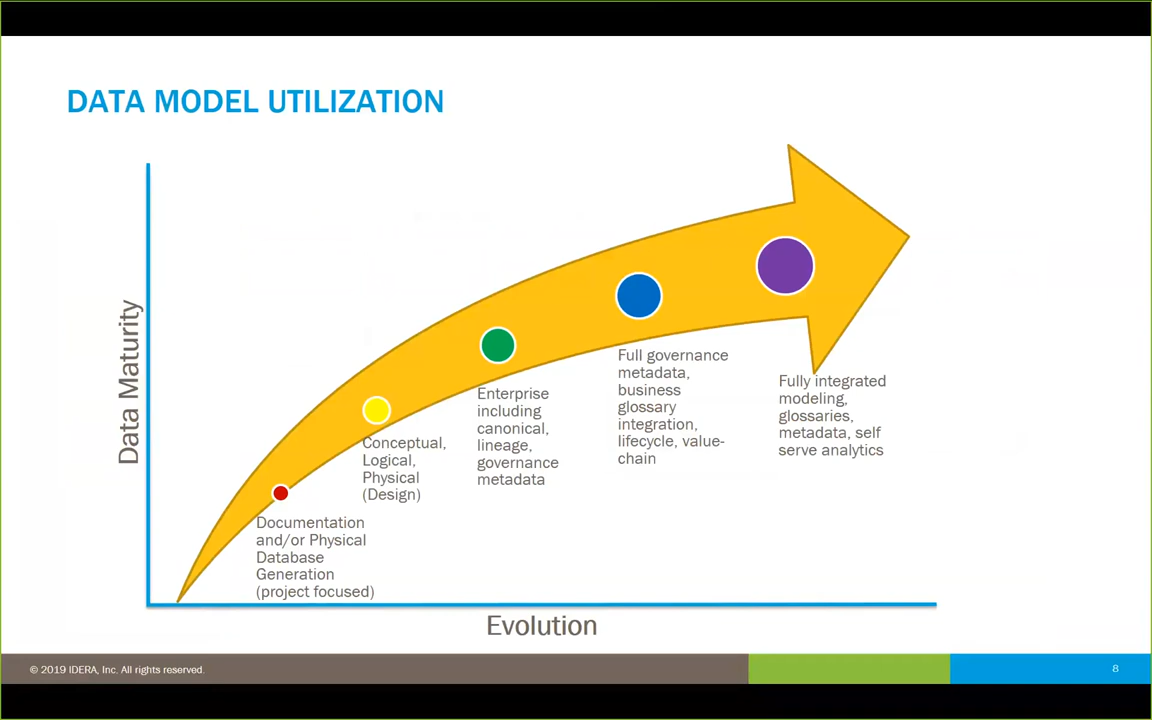 DATA MODEL UTILIZATION
Data Maturity
Documentation
and/or Physical
Database
Generation
(project focused)
Conceptual,
Logical,
Physical
(Design)
Enterprise
including
canonical,
lineage,
governance
metadata
Full governance
metadata,
business
glossary
integration,
lifecycle, value-
chain
Fully integrated
modeling,
glossaries,
metadata, self
serve analytics
Evolution
© 2019 IDERA, Inc. All rights reserved.
8